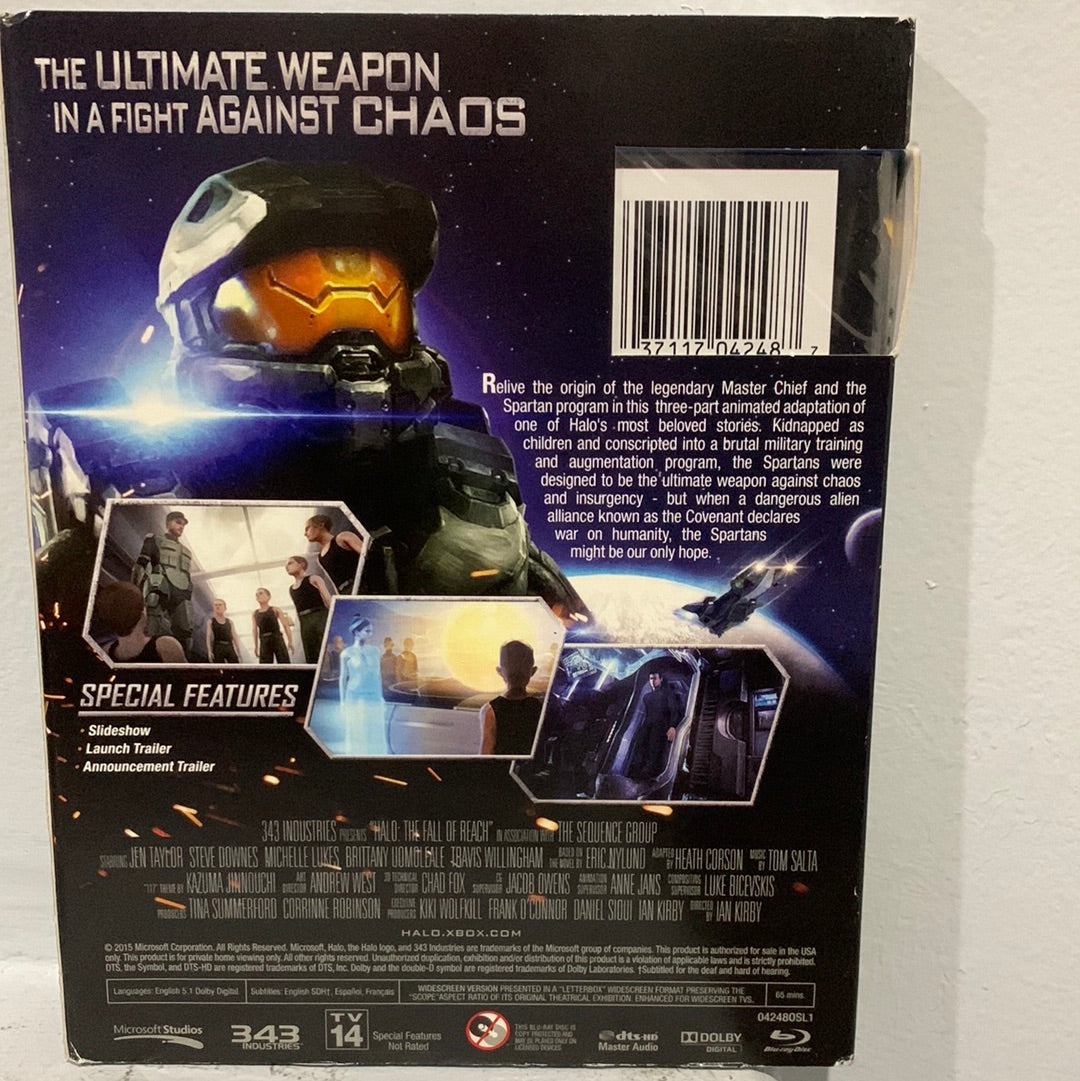 THE ULTIMATE WEAPON
IN A FIGHT AGAINST CHAOS
37117 04248 7
Relive the origin of the legendary Master Chief and the
Spartan program in this three-part animated adaptation of
one of Halo's most beloved stories. Kidnapped as
children and conscripted into a brutal military training
and augmentation program, the Spartans were
designed to be the ultimate weapon against chaos
and insurgency - but when a dangerous alien
alliance known as the Covenant declares
war on humanity, the Spartans
might be our only hope.
SPECIAL FEATURES
· Slideshow
· Launch Trailer
· Announcement Trailer
343 INDUSTRIES PRESENTS "HALO: THE FALL OF REACH" IN ASSOCIATION WITH THE SEQUENCE GROUP
STARRING JEN TAYLOR STEVE DOWNES MICHELLE LUKES BRITTANY UOMOLEALE TRAVIS WILLINGHAM BASED ON THE NOVEL BY ERIC NYLUND ADAPTED BY HEATH CORSON MUSIC BY TOM SALTA
"117" THEME BY KAZUMA JINNOUCHI ART DIRECTOR ANDREW WEST 3D TECHNICAL DIRECTOR CHAD FOX CG SUPERVISOR JACOB OWENS ANIMATION SUPERVISOR ANNE JANS COMPOSITING SUPERVISOR LUKE BICEVSKIS
PRODUCERS TINA SUMMERFORD CORRINNE ROBINSON EXECUTIVE PRODUCERS KIKI WOLFKILL FRANK O'CONNOR DANIEL SIOUI IAN KIRBY DIRECTED BY IAN KIRBY
HALO.XBOX.COM
© 2015 Microsoft Corporation. All Rights Reserved. Microsoft, Halo, the Halo logo, and 343 Industries are trademarks of the Microsoft group of companies. This product is authorized for sale in the USA
only. This product is for private home viewing only. All other rights reserved. Unauthorized duplication, exhibition and/or distribution of this product is a violation of applicable laws and is strictly prohibited.
DTS, the Symbol, and DTS-HD are registered trademarks of DTS, Inc. Dolby and the double-D symbol are registered trademarks of Dolby Laboratories. †Subtitled for the deaf and hard of hearing.
Languages: English 5.1 Dolby Digital
Subtitles: English SDH†, Español, Français
WIDESCREEN VERSION PRESENTED IN A "LETTERBOX" WIDESCREEN FORMAT PRESERVING THE
"SCOPE" ASPECT RATIO OF ITS ORIGINAL THEATRICAL EXHIBITION. ENHANCED FOR WIDESCREEN TVS.
65 mins.
042480SL1
Microsoft Studios
343 INDUSTRIES
TV 14
Special Features
Not Rated
THIS BLU-RAY DISC IS
COPY PROTECTED AND
MAY BE PLAYED ONLY ON
LICENSED DEVICES
dts-HD
Master Audio
DOLBY
DIGITAL
Blu-ray Disc